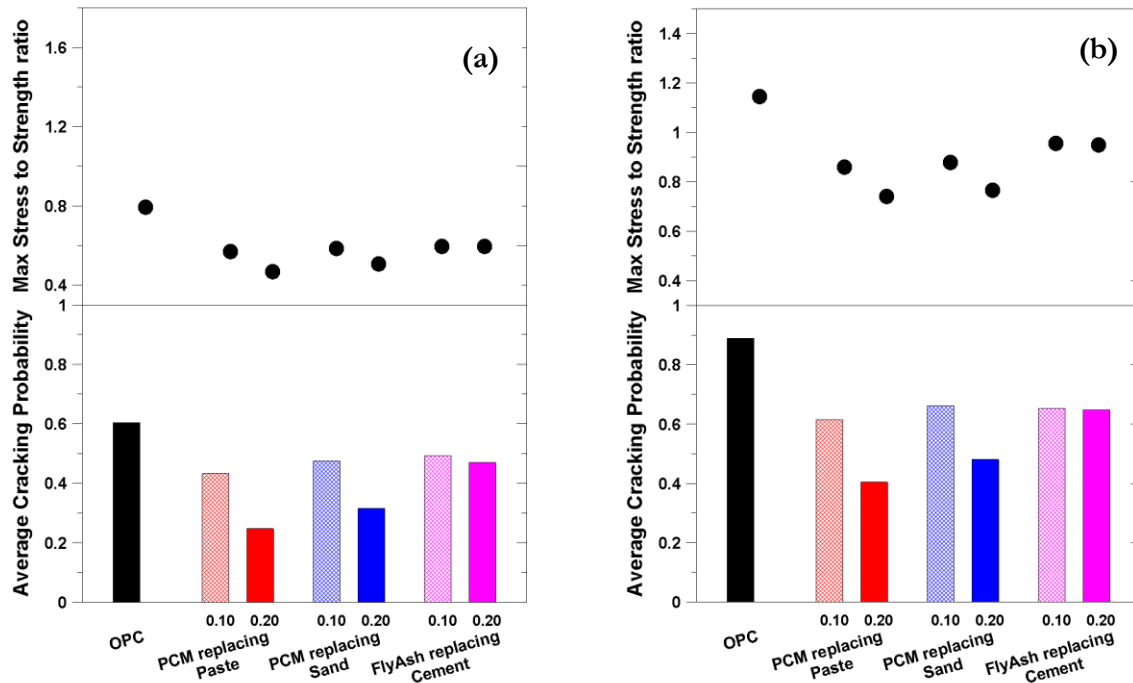 (a)
Max Stress to Strength ratio
1.6
1.2
0.8
0.4
Average Cracking Probability
1
0.8
0.6
0.4
0.2
0
OPC
0.10
0.20
PCM replacing
Paste
0.10
0.20
PCM replacing
Sand
0.10
0.20
FlyAsh replacing
Cement
(b)
Max Stress to Strength ratio
1.4
1.2
1
0.8
0.6
0.4
Average Cracking Probability
1
0.8
0.6
0.4
0.2
0
OPC
0.10
0.20
PCM replacing
Paste
0.10
0.20
PCM replacing
Sand
0.10
0.20
FlyAsh replacing
Cement